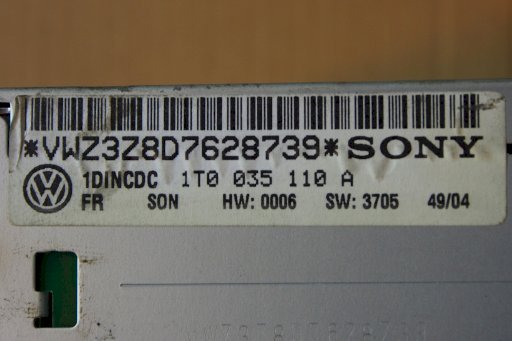 *VWZ3Z8D7628739* SONY
1DINCDC 1T0 035 110 A
FR SON HW: 0006 SW: 3705 49/04